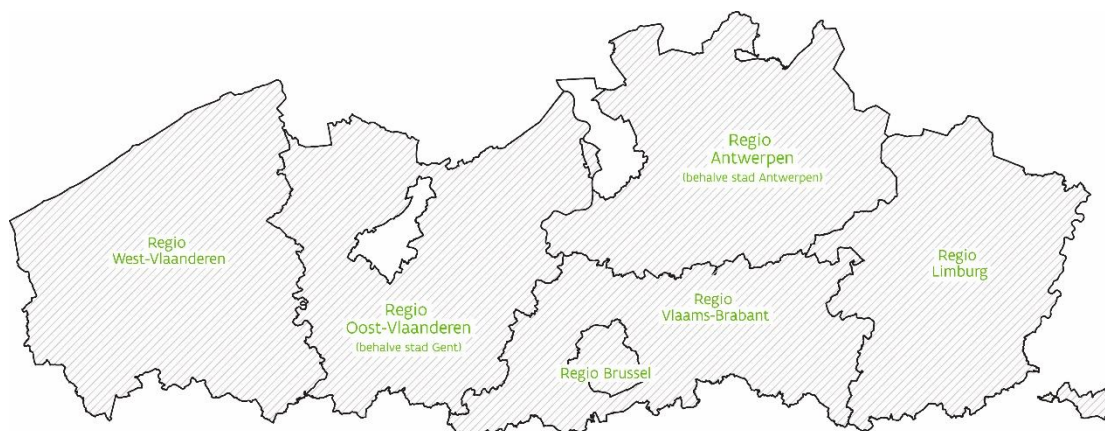 Regio
Antwerpen
(behalve stad Antwerpen)
Regio
West-Vlaanderen
Regio
Limburg
Regio
Vlaams-Brabant
Regio
Oost-Vlaanderen
(behalve stad Gent)
Regio Brussel